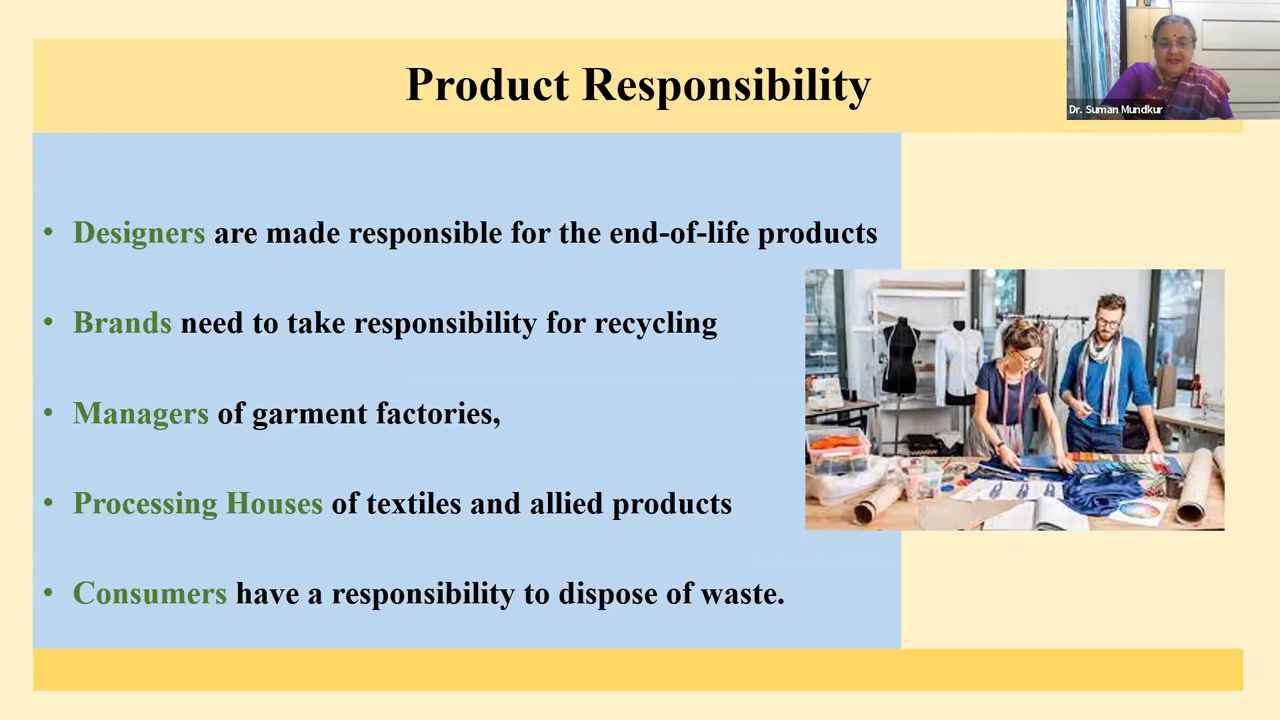 Product Responsibility
Dr. Suman Mundkur
• Designers are made responsible for the end-of-life products
• Brands need to take responsibility for recycling
• Managers of garment factories,
• Processing Houses of textiles and allied products
• Consumers have a responsibility to dispose of waste.